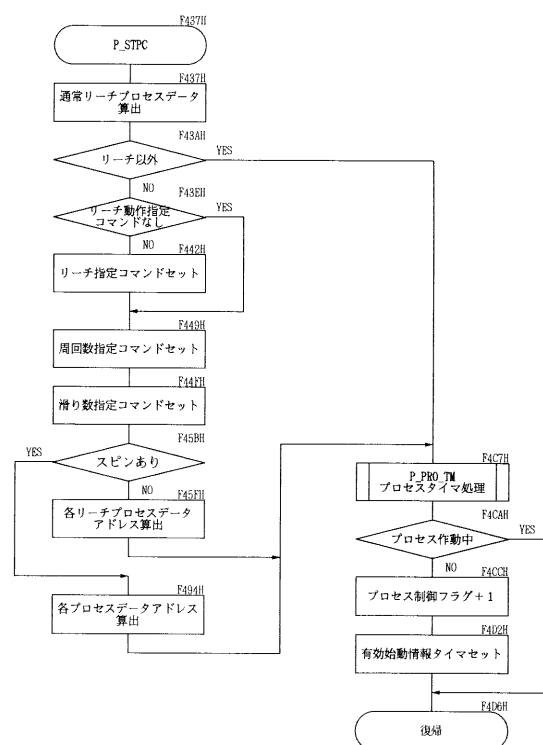 F437H
P_STPC
F437H
通常リーチプロセスデータ
算出
F43AH
リーチ以外
YES
NO
F43EH
リーチ動作指定
コマンドなし
YES
NO
F442H
リーチ指定コマンドセット
F449H
周回数指定コマンドセット
F44FH
滑り数指定コマンドセット
F45BH
YES
スピンあり
NO
F45FH
各リーチプロセスデータ
アドレス算出
F494H
各プロセスデータアドレス
算出
F4C7H
P_PRO_TM
プロセスタイマ処理
F4CAH
プロセス作動中
YES
NO
F4CCH
プロセス制御フラグ+1
F4D2H
有効始動情報タイマセット
F4D6H
復帰